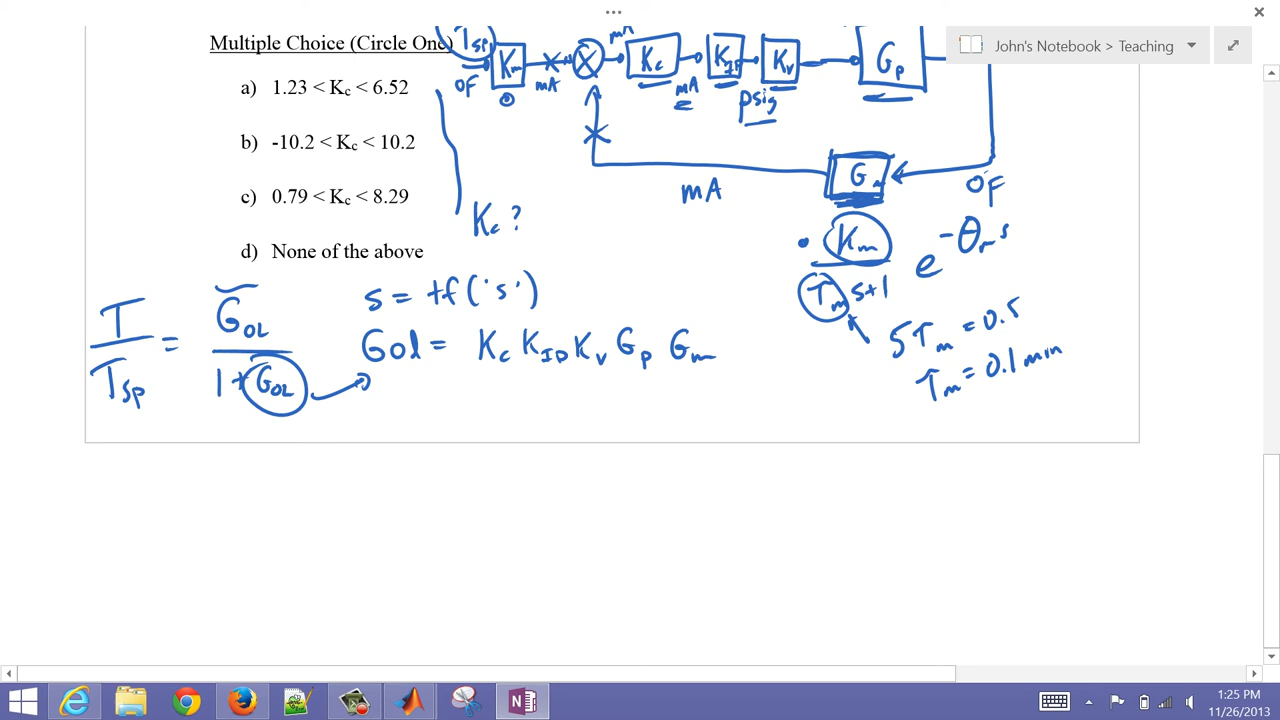 ...
John's Notebook > Teaching
Multiple Choice (Circle One)
Tsp
°F
Km
mA
mA
Kc
mA
KIP
psig
Kv
Gp
a) 1.23 < Kc < 6.52
b) -10.2 < Kc < 10.2
c) 0.79 < Kc < 8.29
d) None of the above
Kc?
mA
Gm
°F
Km
τm s+1
e^-θm s
5τm = 0.5
τm = 0.1 min
T
Tsp
=
GOL
1+GOL
s = tf('s')
Gol = Kc KIP Kv Gp Gm
1:25 PM
11/26/2013